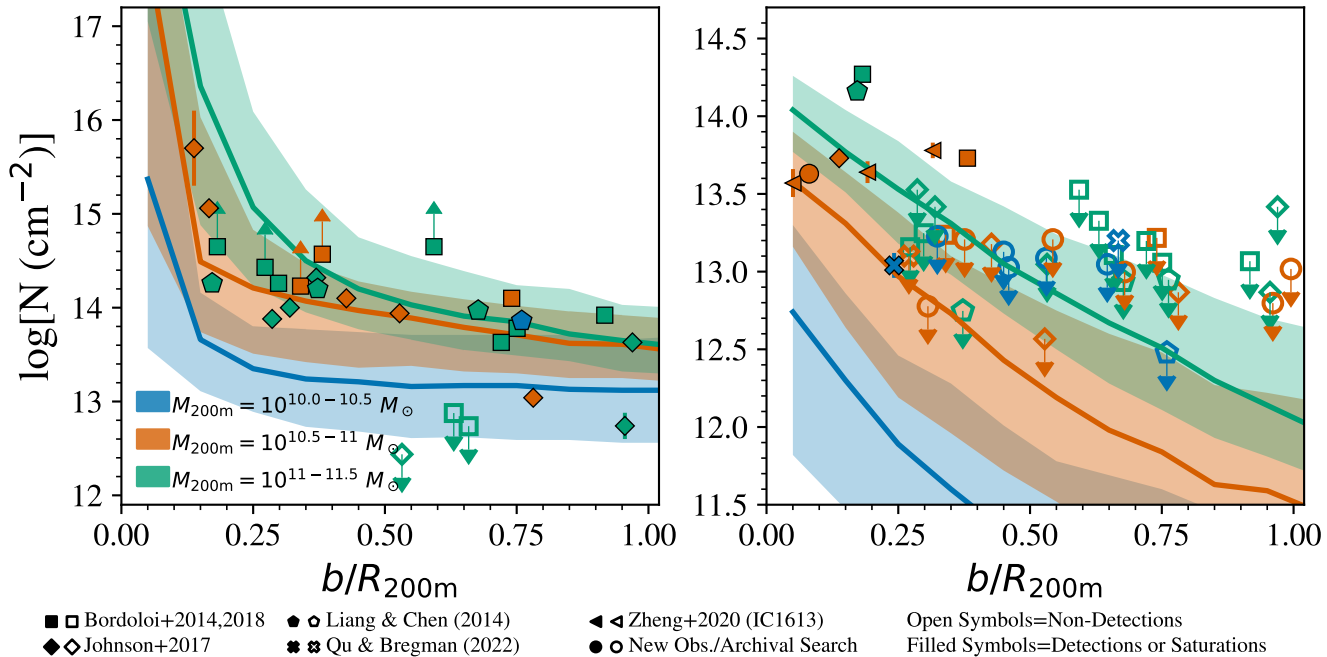 log[N (cm⁻²)]
17
16
15
14
13
12
M₂₀₀ₘ = 10^{10.0−10.5} M_⊙
M₂₀₀ₘ = 10^{10.5−11} M_⊙
M₂₀₀ₘ = 10^{11−11.5} M_⊙
0.00 0.25 0.50 0.75 1.00
b/R₂₀₀ₘ
14.5
14.0
13.5
13.0
12.5
12.0
11.5
0.00 0.25 0.50 0.75 1.00
b/R₂₀₀ₘ
Bordoloi+2014,2018 Liang & Chen (2014) Zheng+2020 (IC1613) Open Symbols=Non-Detections
Johnson+2017 Qu & Bregman (2022) New Obs./Archival Search Filled Symbols=Detections or Saturations